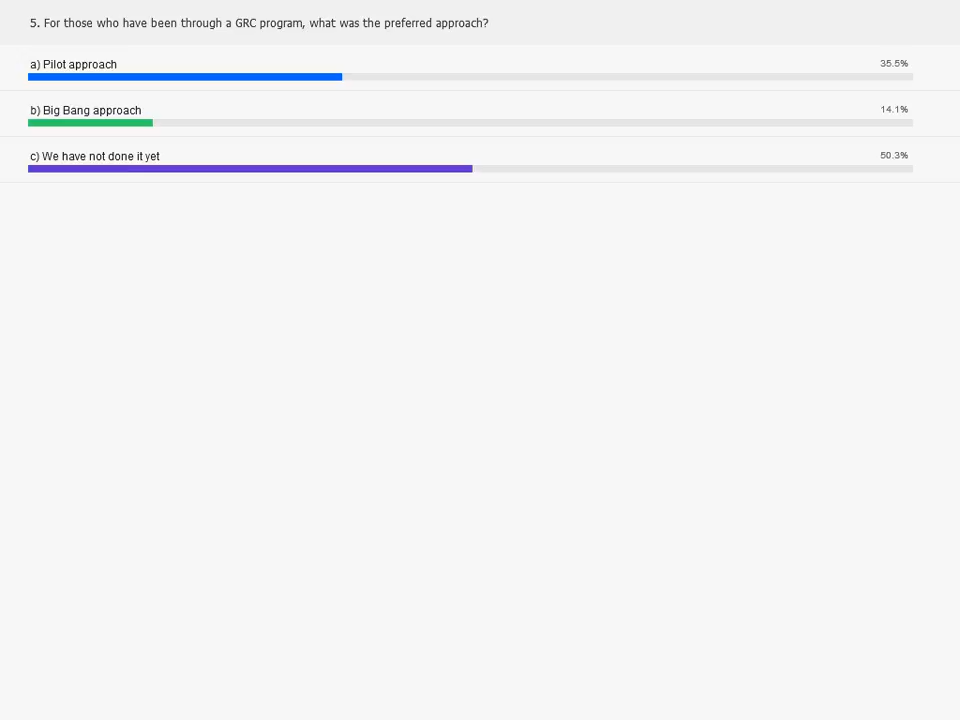 5. For those who have been through a GRC program, what was the preferred approach?
a) Pilot approach
35.5%
b) Big Bang approach
14.1%
c) We have not done it yet
50.3%